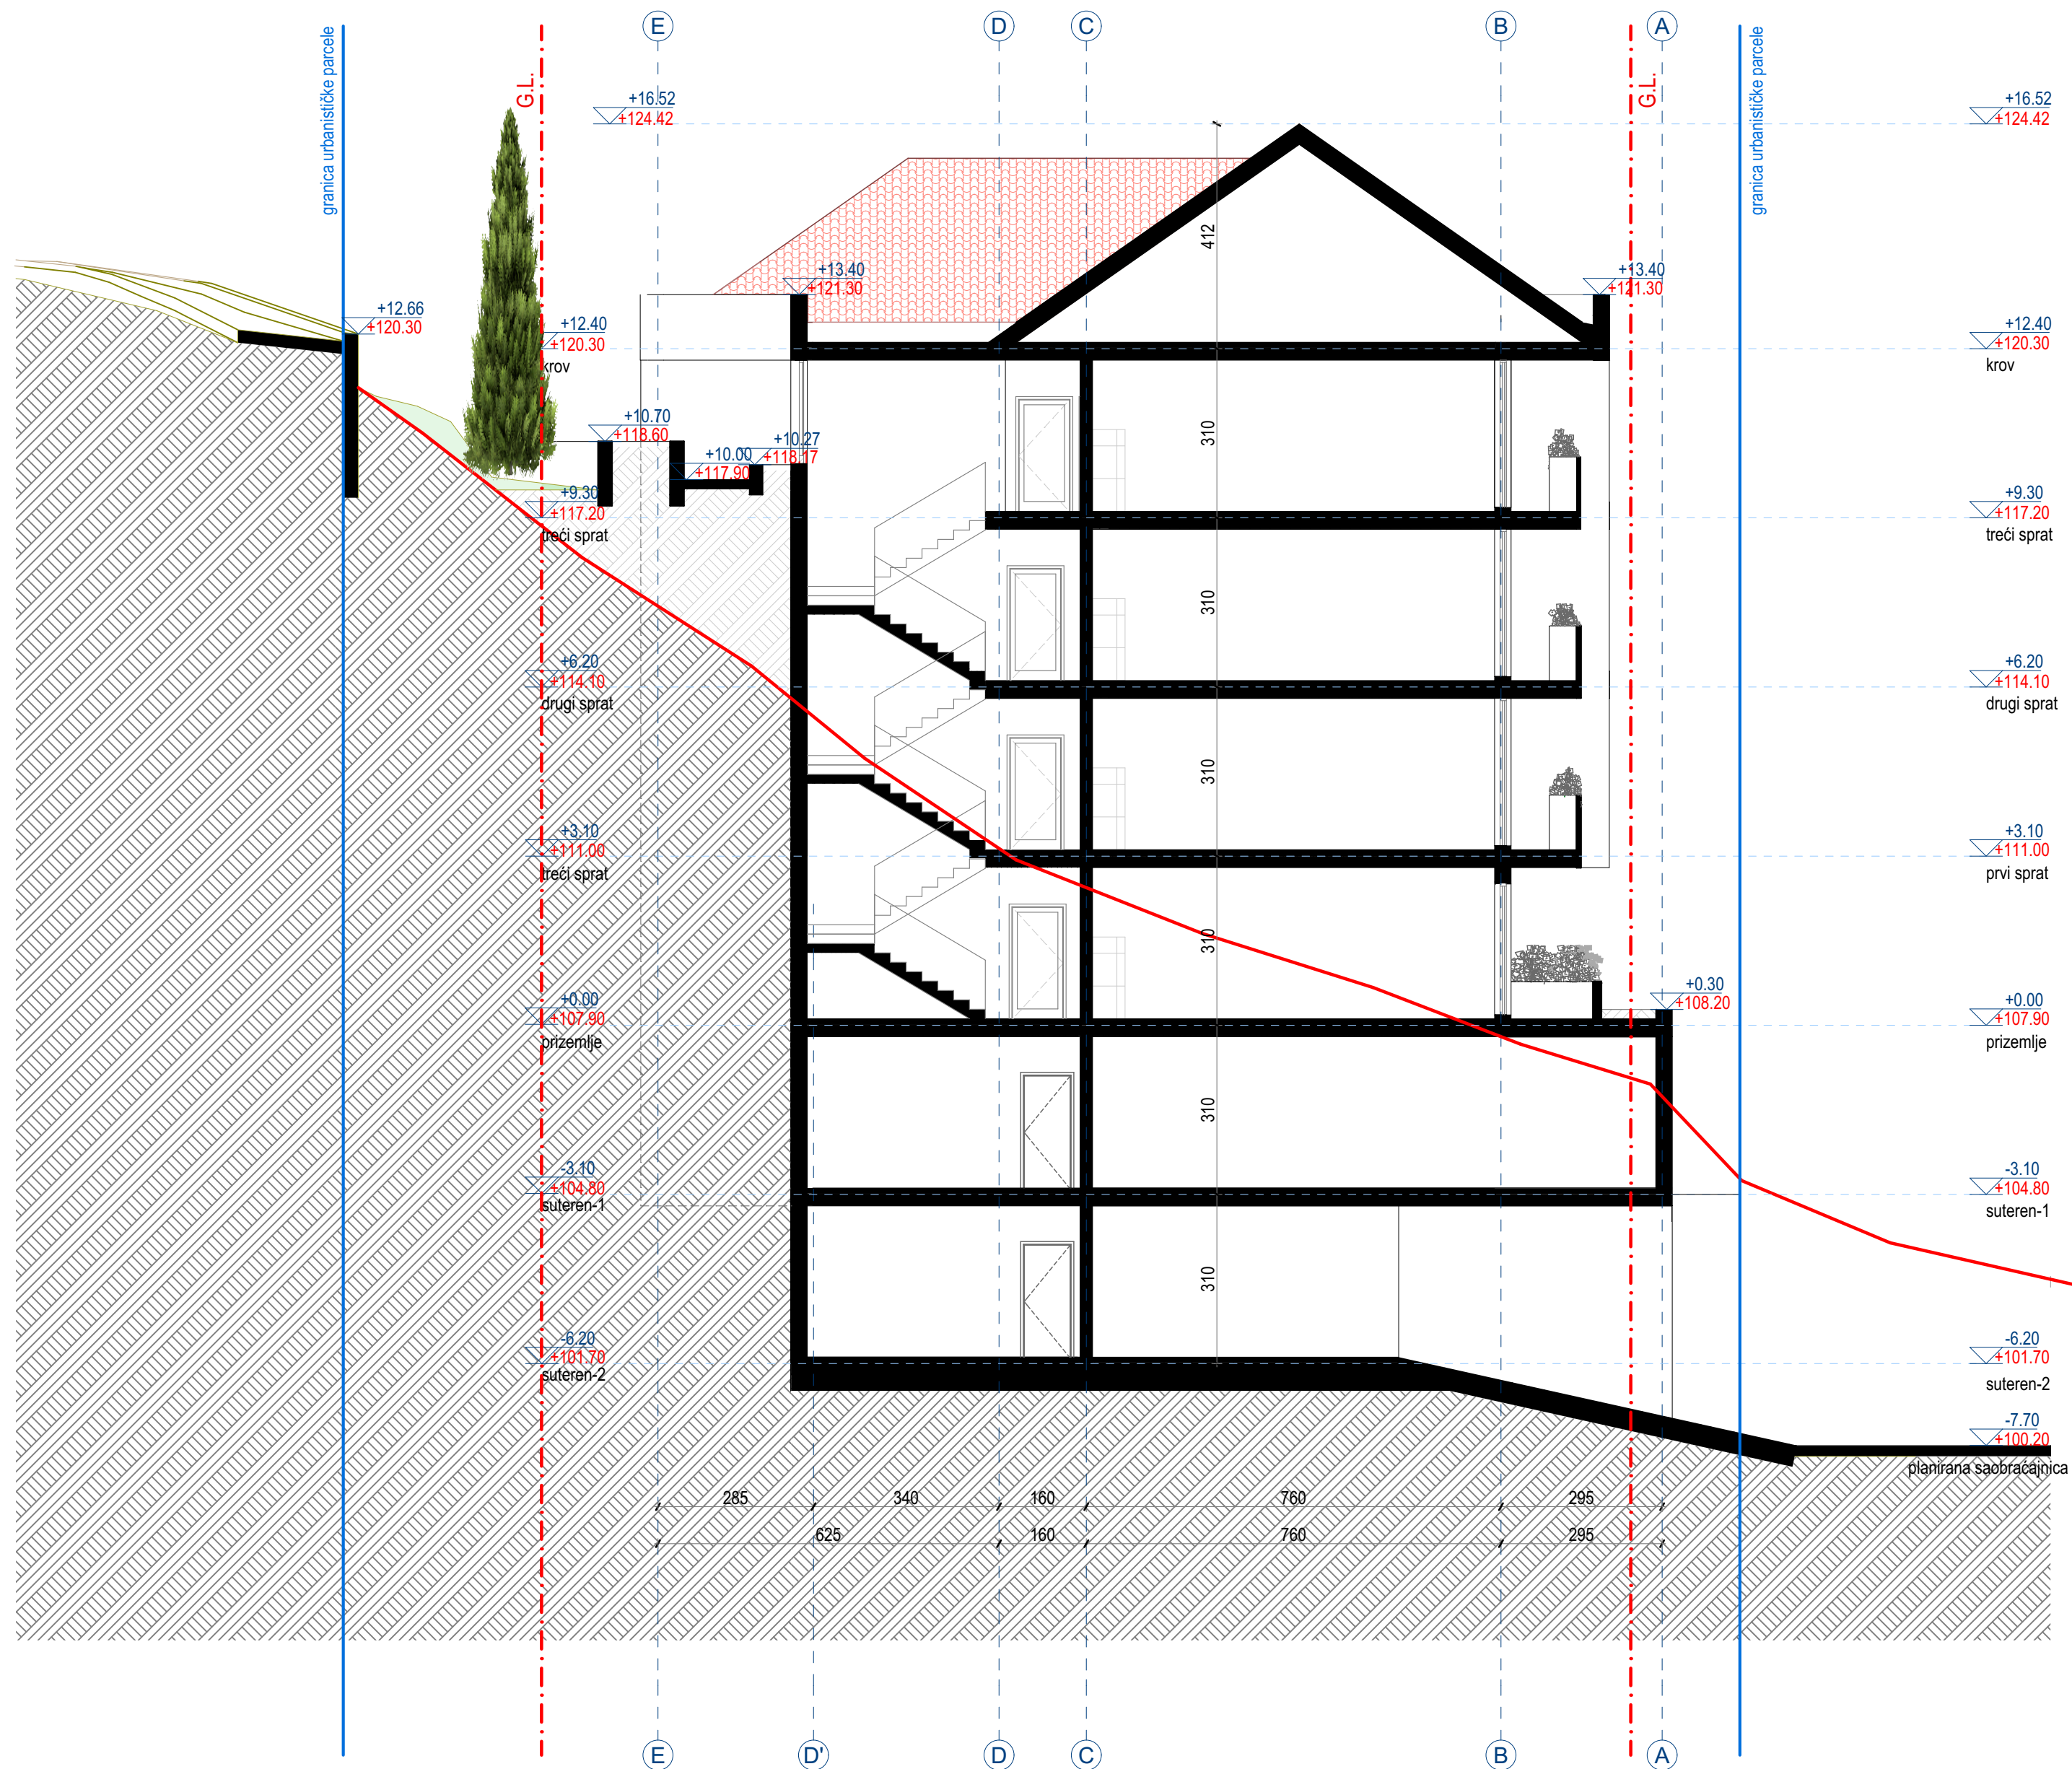 E
D
C
B
A
granica urbanističke parcele
G.L.
G.L.
granica urbanističke parcele
+16.52
+124.42
+16.52
+124.42
412
+13.40
+121.30
+13.40
+121.30
+12.66
+120.30
+12.40
+120.30
krov
+12.40
+120.30
krov
+10.70
+118.60
+10.00
+117.90
+10.27
+118.17
310
+9.30
+117.20
treći sprat
+9.30
+117.20
treći sprat
310
+6.20
+114.10
drugi sprat
+6.20
+114.10
drugi sprat
310
+3.10
+111.00
treći sprat
+3.10
+111.00
prvi sprat
310
+0.00
+107.90
prizemlje
+0.30
+108.20
+0.00
+107.90
prizemlje
310
-3.10
+104.80
suteren-1
-3.10
+104.80
suteren-1
310
-6.20
+101.70
suteren-2
-6.20
+101.70
suteren-2
-7.70
+100.20
planirana saobraćajnica
285 340 160 760 295
625 160 760 295
E
D'
D
C
B
A